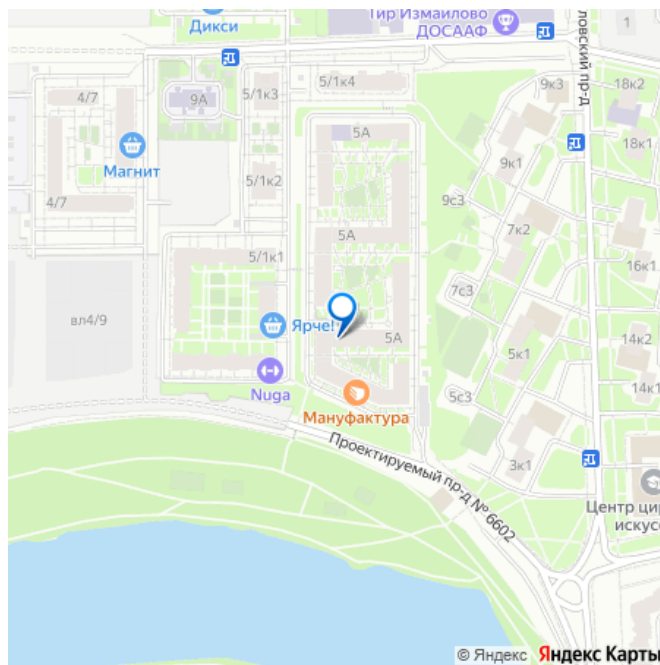 Тир Измайлово
ДОСААФ
Дикси
ловский пр-д
1
5/1к4
9к3
18к2
4/7
9А
5/1к3
5А
18к1
Магнит
9к1
5/1к2
4/7
9с3
7к2
5А
5/1к1
16к1
7с3
вл4/9
Ярче!
5А
14к2
5к1
Nuga
14к1
5с3
Мануфактура
Проектируемый пр-д № 6602
3к1
Центр цир
искусс
© Яндекс Яндекс Карты